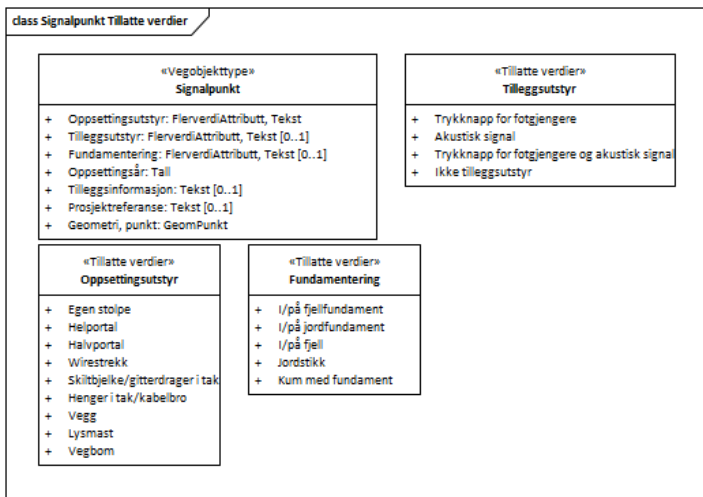 class Signalpunkt Tillatte verdier
«Vegobjekttype»
Signalpunkt
+ Oppsettingsutstyr: FlerverdiAttributt, Tekst
+ Tilleggsutstyr: FlerverdiAttributt, Tekst [0..1]
+ Fundamentering: FlerverdiAttributt, Tekst [0..1]
+ Oppsettingsår: Tall
+ Tilleggsinformasjon: Tekst [0..1]
+ Prosjektreferanse: Tekst [0..1]
+ Geometri, punkt: GeomPunkt
«Tillatte verdier»
Tilleggsutstyr
+ Trykknapp for fotgjengere
+ Akustisk signal
+ Trykknapp for fotgjengere og akustisk signal
+ Ikke tilleggsutstyr
«Tillatte verdier»
Oppsettingsutstyr
+ Egen stolpe
+ Helportal
+ Halvportal
+ Wirestrekk
+ Skiltbjelke/gitterdrager i tak
+ Henger i tak/kabelbro
+ Vegg
+ Lysmast
+ Vegbom
«Tillatte verdier»
Fundamentering
+ I/på fjellfundament
+ I/på jordfundament
+ I/på fjell
+ Jordstikk
+ Kum med fundament